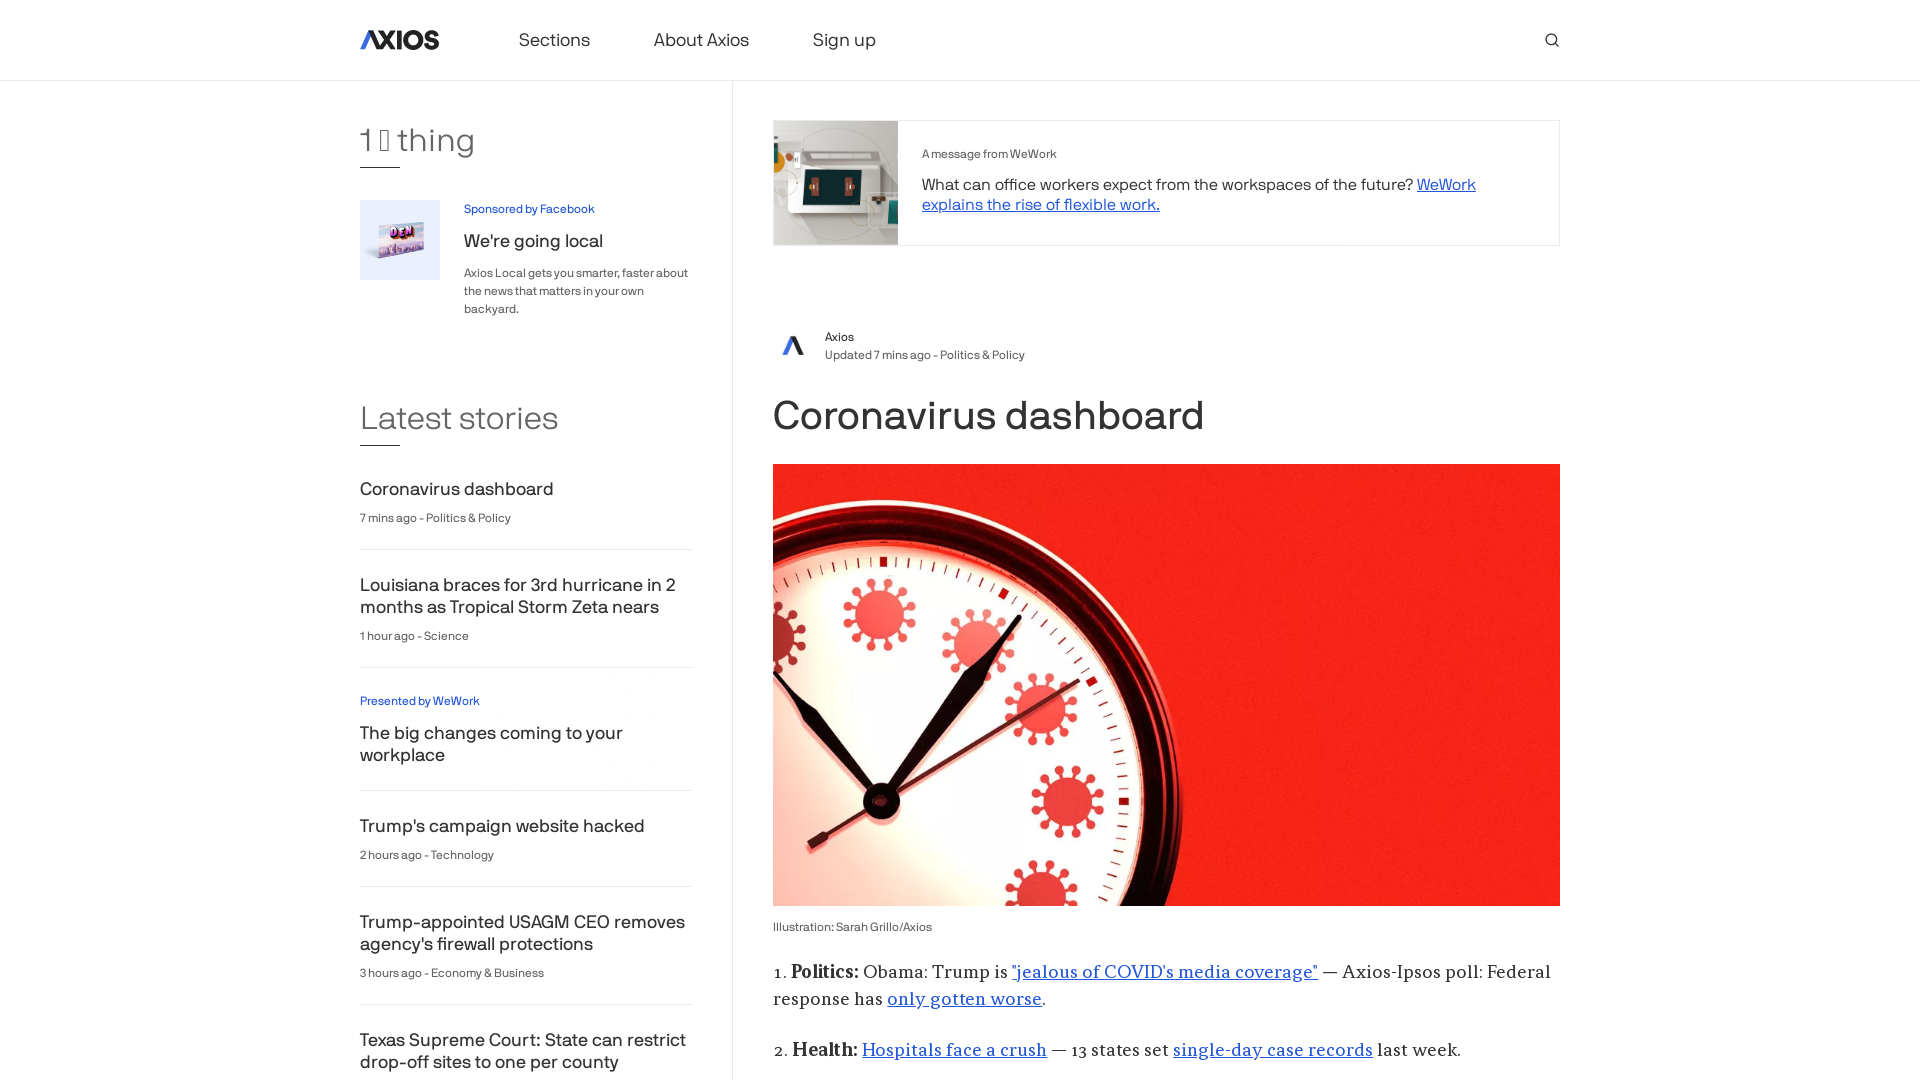 AXIOS
Sections
About Axios
Sign up
1 thing
Sponsored by Facebook
We're going local
Axios Local gets you smarter, faster about
the news that matters in your own
backyard.
Latest stories
Coronavirus dashboard
7 mins ago - Politics & Policy
Louisiana braces for 3rd hurricane in 2
months as Tropical Storm Zeta nears
1 hour ago - Science
Presented by WeWork
The big changes coming to your
workplace
Trump's campaign website hacked
2 hours ago - Technology
Trump-appointed USAGM CEO removes
agency's firewall protections
3 hours ago - Economy & Business
Texas Supreme Court: State can restrict
drop-off sites to one per county
A message from WeWork
What can office workers expect from the workspaces of the future? WeWork
explains the rise of flexible work.
Axios
Updated 7 mins ago - Politics & Policy
Coronavirus dashboard
Illustration: Sarah Grillo/Axios
1. Politics: Obama: Trump is "jealous of COVID's media coverage" — Axios-Ipsos poll: Federal
response has only gotten worse.
2. Health: Hospitals face a crush — 13 states set single-day case records last week.